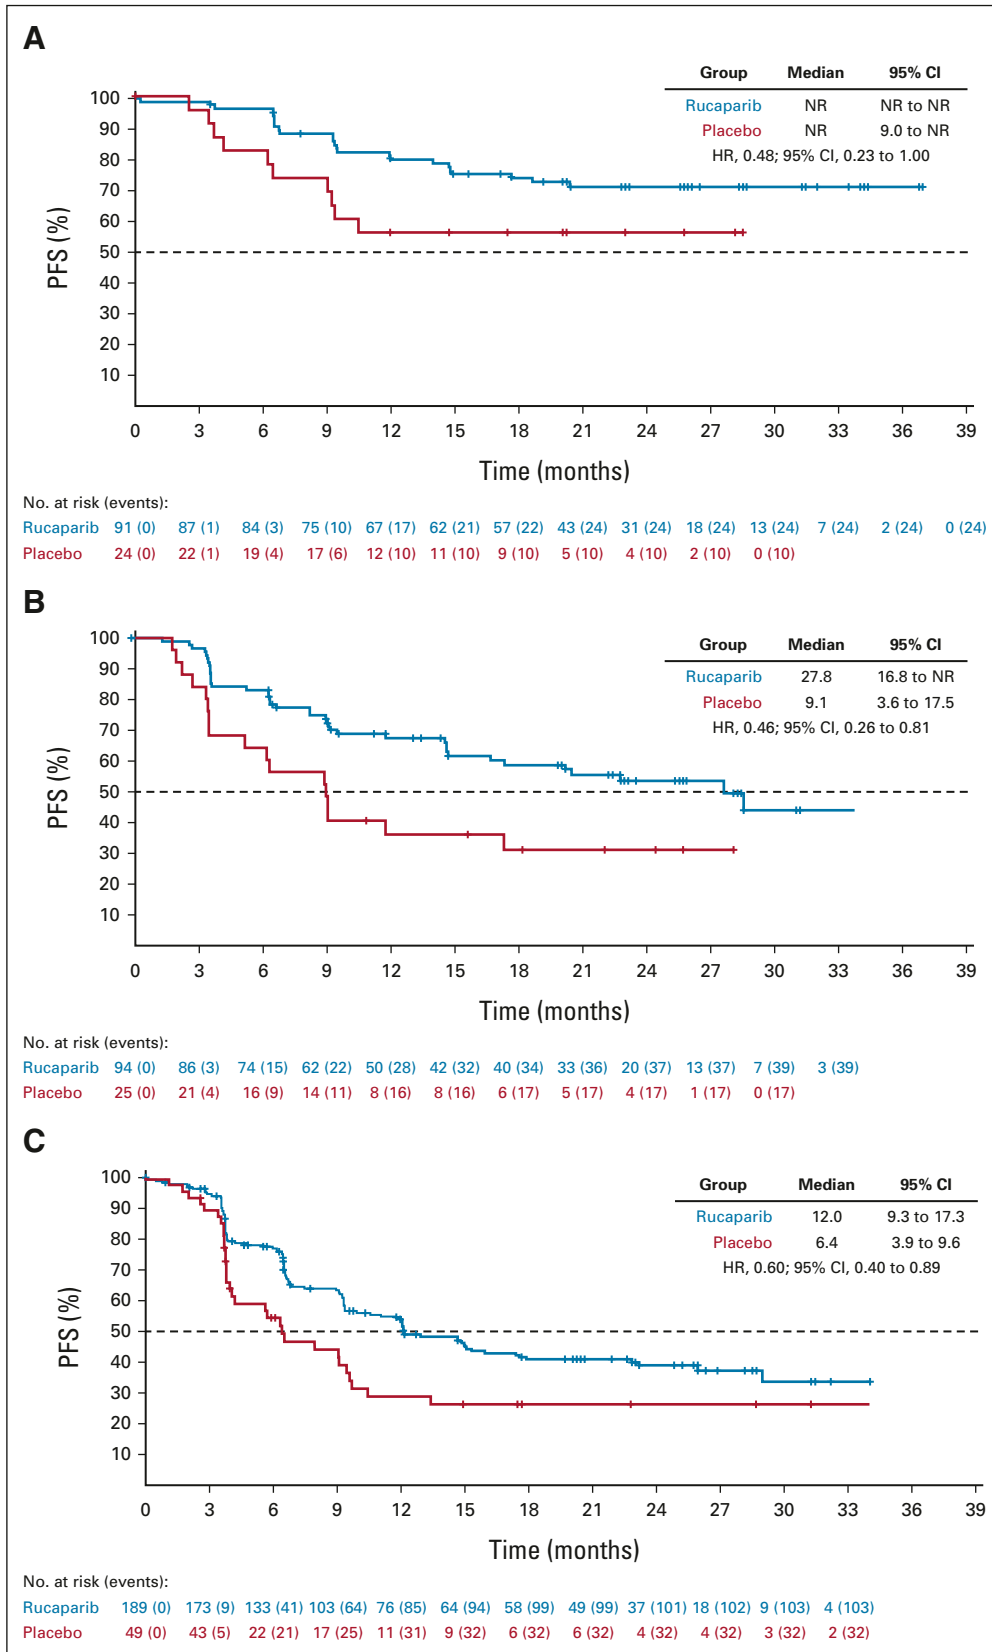 A
Group Median 95% CI
Rucaparib NR NR to NR
Placebo NR 9.0 to NR
HR, 0.48; 95% CI, 0.23 to 1.00
100
90
80
70
60
50
40
30
20
10
PFS (%)
0 3 6 9 12 15 18 21 24 27 30 33 36 39
Time (months)
No. at risk (events):
Rucaparib 91 (0) 87 (1) 84 (3) 75 (10) 67 (17) 62 (21) 57 (22) 43 (24) 31 (24) 18 (24) 13 (24) 7 (24) 2 (24) 0 (24)
Placebo 24 (0) 22 (1) 19 (4) 17 (6) 12 (10) 11 (10) 9 (10) 5 (10) 4 (10) 2 (10) 0 (10)
B
Group Median 95% CI
Rucaparib 27.8 16.8 to NR
Placebo 9.1 3.6 to 17.5
HR, 0.46; 95% CI, 0.26 to 0.81
100
90
80
70
60
50
40
30
20
10
PFS (%)
0 3 6 9 12 15 18 21 24 27 30 33 36 39
Time (months)
No. at risk (events):
Rucaparib 94 (0) 86 (3) 74 (15) 62 (22) 50 (28) 42 (32) 40 (34) 33 (36) 20 (37) 13 (37) 7 (39) 3 (39)
Placebo 25 (0) 21 (4) 16 (9) 14 (11) 8 (16) 8 (16) 6 (17) 5 (17) 4 (17) 1 (17) 0 (17)
C
Group Median 95% CI
Rucaparib 12.0 9.3 to 17.3
Placebo 6.4 3.9 to 9.6
HR, 0.60; 95% CI, 0.40 to 0.89
100
90
80
70
60
50
40
30
20
10
PFS (%)
0 3 6 9 12 15 18 21 24 27 30 33 36 39
Time (months)
No. at risk (events):
Rucaparib 189 (0) 173 (9) 133 (41) 103 (64) 76 (85) 64 (94) 58 (99) 49 (99) 37 (101) 18 (102) 9 (103) 4 (103)
Placebo 49 (0) 43 (5) 22 (21) 17 (25) 11 (31) 9 (32) 6 (32) 6 (32) 4 (32) 4 (32) 3 (32) 2 (32)